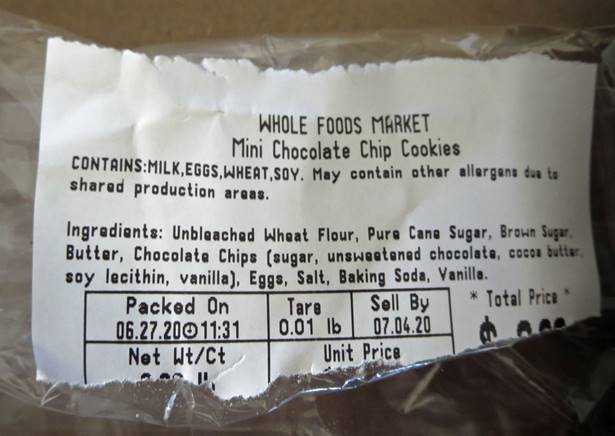 WHOLE FOODS MARKET
Mini Chocolate Chip Cookies
CONTAINS:MILK,EGGS,WHEAT,SOY. May contain other allergens due to
shared production areas.
Ingredients: Unbleached Wheat Flour, Pure Cane Sugar, Brown Sugar,
Butter, Chocolate Chips (sugar, unsweetened chocolate, cocoa butter,
soy lecithin, vanilla), Eggs, Salt, Baking Soda, Vanilla.
Packed On Tare Sell By * Total Price *
06.27.20 11:31 0.01 lb 07.04.20
Net Wt/Ct Unit Price